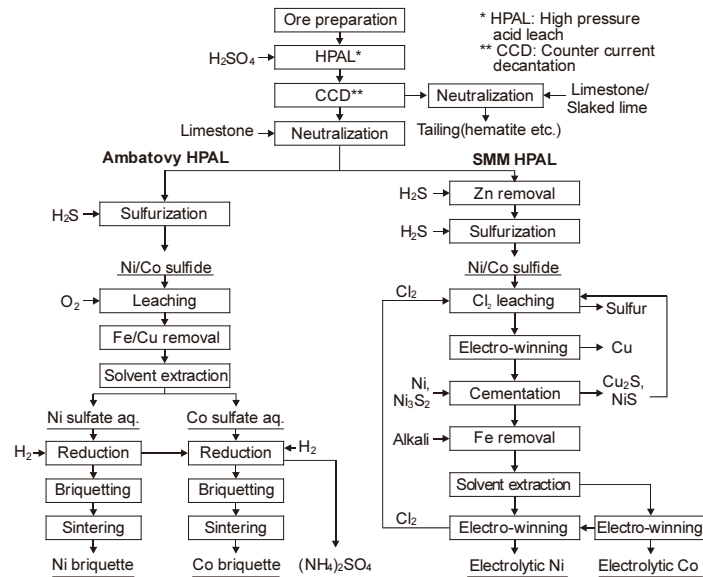 Ore preparation
* HPAL: High pressure
acid leach
** CCD: Counter current
decantation
H₂SO₄
HPAL*
CCD**
Neutralization
Limestone/
Slaked lime
Limestone
Neutralization
Tailing(hematite etc.)
Ambatovy HPAL
SMM HPAL
H₂S
Sulfurization
Ni/Co sulfide
O₂
Leaching
Fe/Cu removal
Solvent extraction
Ni sulfate aq.
Co sulfate aq.
H₂
Reduction
Reduction
H₂
Briquetting
Briquetting
Sintering
Sintering
Ni briquette
Co briquette
(NH₄)₂SO₄
H₂S
Zn removal
H₂S
Sulfurization
Ni/Co sulfide
Cl₂
Cl₂ leaching
Sulfur
Electro-winning
Cu
Ni,
Ni₃S₂
Cementation
Cu₂S,
NiS
Alkali
Fe removal
Solvent extraction
Cl₂
Electro-winning
Electro-winning
Electrolytic Ni
Electrolytic Co